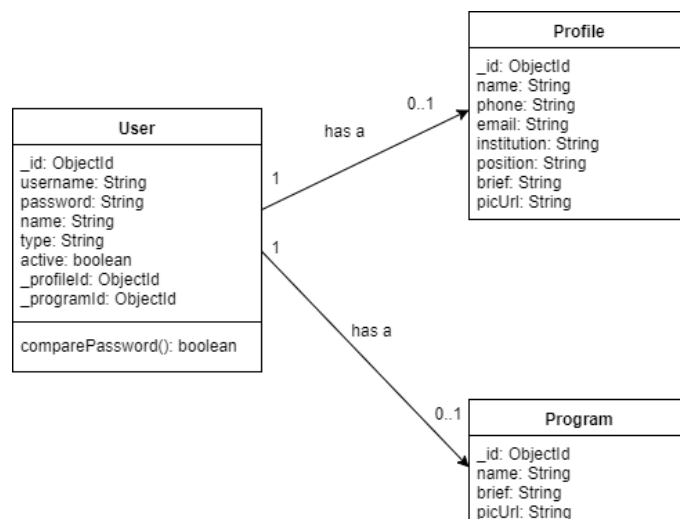 Profile
_id: ObjectId
name: String
phone: String
email: String
institution: String
position: String
brief: String
picUrl: String
0..1
has a
1
User
_id: ObjectId
username: String
password: String
name: String
type: String
active: boolean
_profileId: ObjectId
_programId: ObjectId
comparePassword(): boolean
1
has a
0..1
Program
_id: ObjectId
name: String
brief: String
picUrl: String